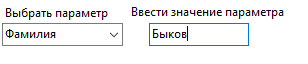 Выбрать параметр Ввести значение параметра
Фамилия Быков